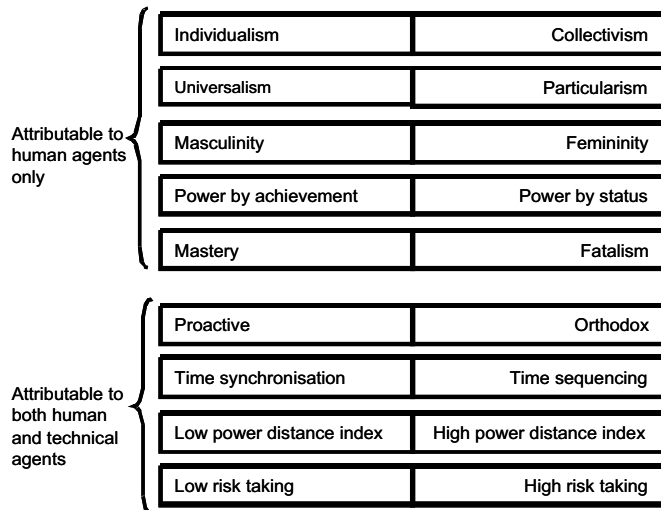 Individualism Collectivism
Universalism Particularism
Attributable to
human agents
only
Masculinity Femininity
Power by achievement Power by status
Mastery Fatalism
Proactive Orthodox
Time synchronisation Time sequencing
Attributable to
both human
and technical
agents
Low power distance index High power distance index
Low risk taking High risk taking